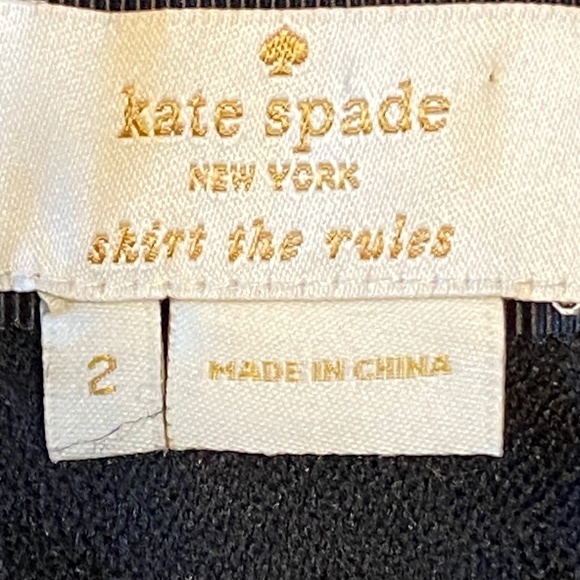 kate spade
NEW YORK
skirt the rules
2
MADE IN CHINA